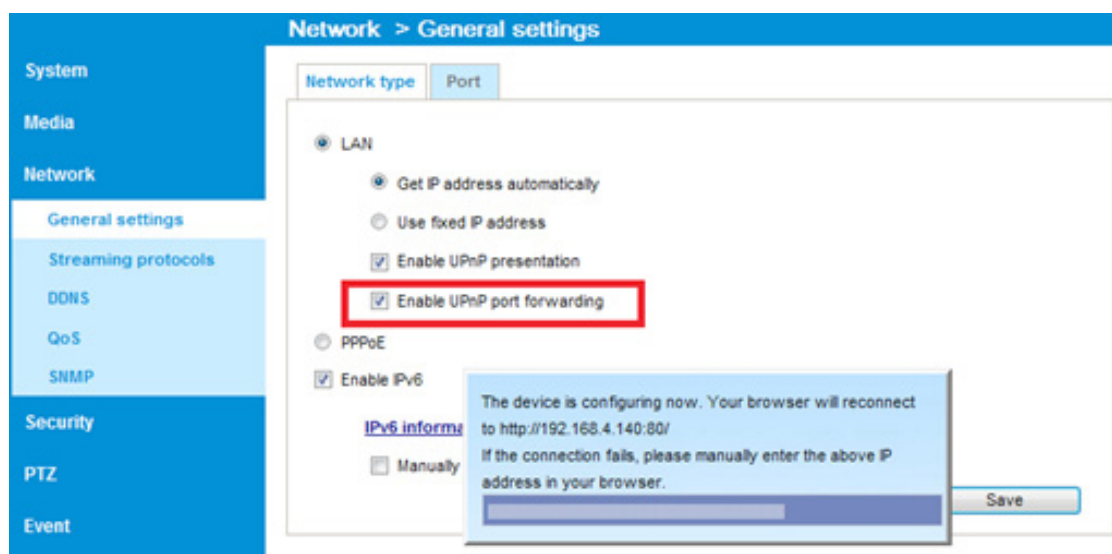 Network > General settings
System
Media
Network
General settings
Streaming protocols
DDNS
QoS
SNMP
Security
PTZ
Event
Network type
Port
LAN
Get IP address automatically
Use fixed IP address
Enable UPnP presentation
Enable UPnP port forwarding
PPPoE
Enable IPv6
IPv6 informa
Manually
The device is configuring now. Your browser will reconnect
to http://192.168.4.140:80/
If the connection fails, please manually enter the above IP
address in your browser.
Save